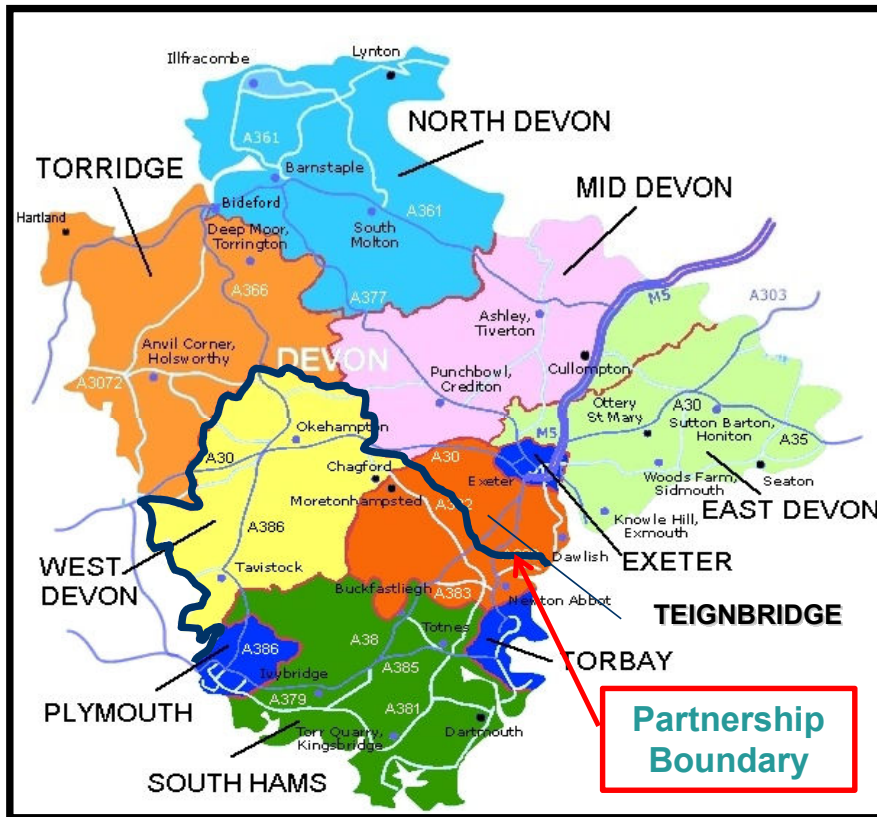 Lynton
Illfracombe
NORTH DEVON
A361
TORRIDGE
Barnstaple
MID DEVON
Hartland
Bideford
A361
Deep Moor,
Torrington
South
Molton
A366
A377
M5
A303
Ashley,
Tiverton
Anvil Corner,
Holsworthy
DEVON
Cullompton
A3072
Punchbowl,
Crediton
Ottery
St Mary
A30
Okehampton
M5
Sutton Barton,
Honiton
A30
Chagford
A30
A35
Moretonhampsted
Exeter
Woods Farm,
Sidmouth
Seaton
A386
EAST DEVON
Knowle Hill,
Exmouth
WEST
DEVON
Dawlish
EXETER
Tavistock
Buckfastliegh
A383
Newton Abbot
TEIGNBRIDGE
A38
Totnes
A386
TORBAY
Ivybridge
A385
PLYMOUTH
A379
A381
Partnership
Boundary
Torr Quarry,
Kingsbridge
Dartmouth
SOUTH HAMS